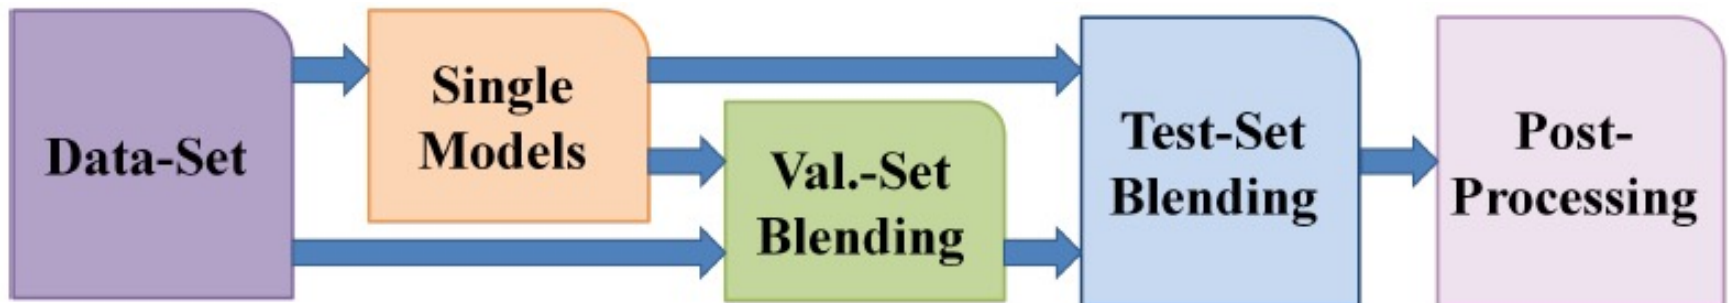 Data-Set
Single
Models
Val.-Set
Blending
Test-Set
Blending
Post-
Processing